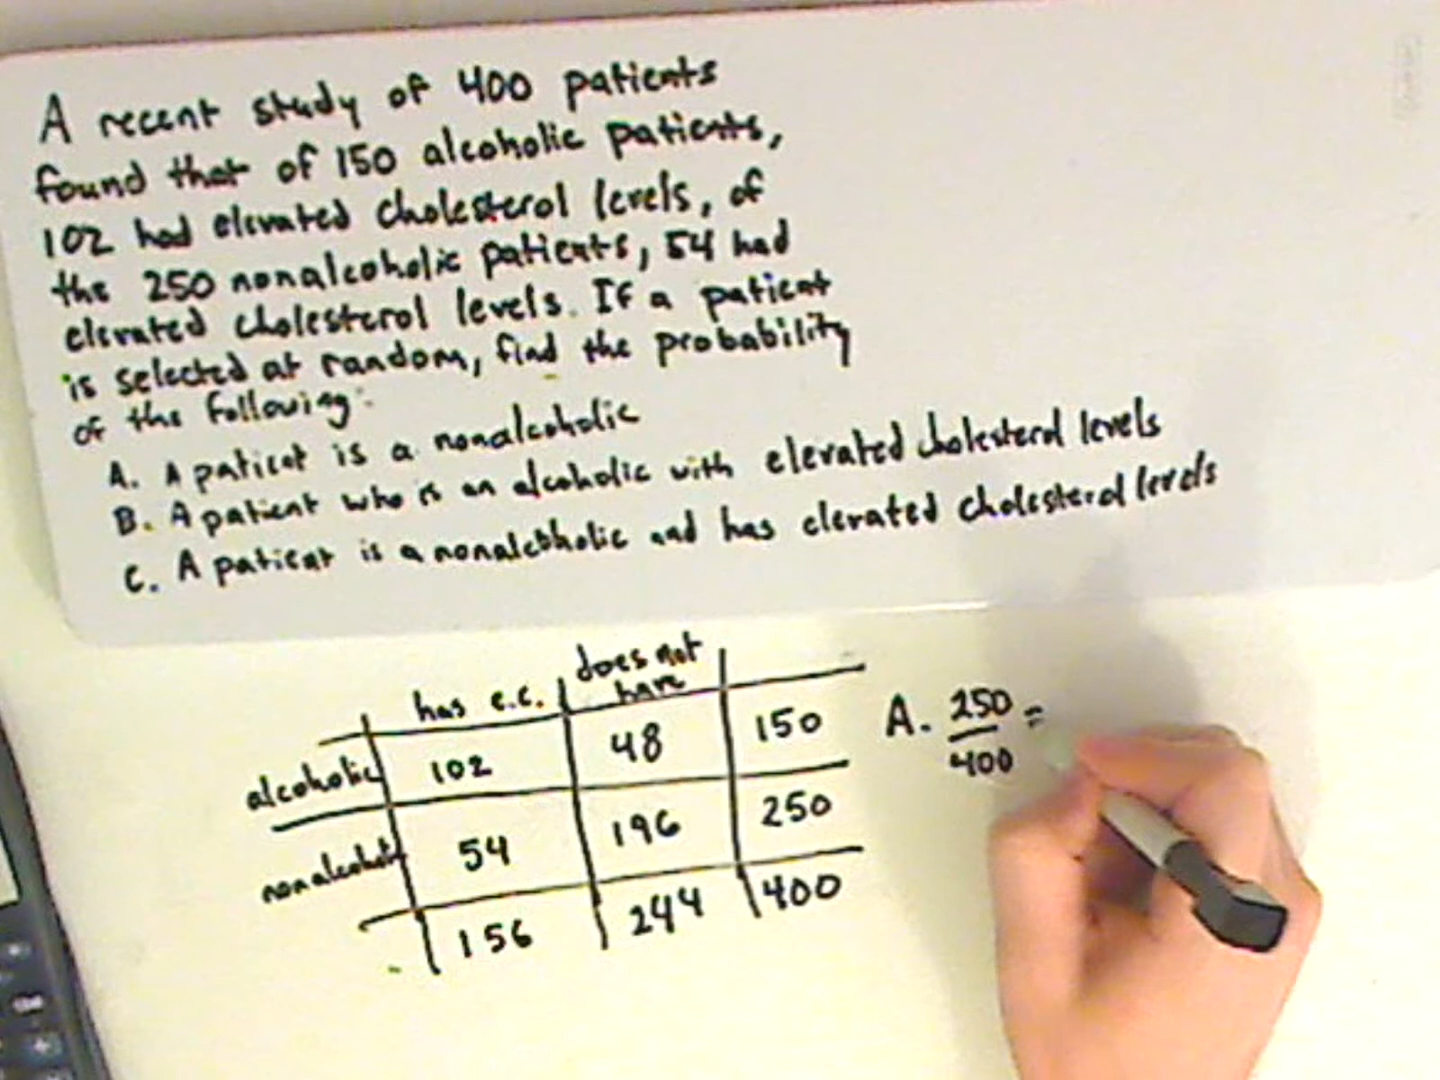 A recent study of 400 patients
found that of 150 alcoholic patients,
102 had elevated cholesterol levels, of
the 250 nonalcoholic patients, 54 had
elevated cholesterol levels. If a patient
is selected at random, find the probability
of the following:
A. A patient is a nonalcoholic
B. A patient who is an alcoholic with elevated cholesterol levels
C. A patient is a nonalcoholic and has elevated cholesterol levels
has e.c. does not have
alcoholic 102 48 150
nonalcoholic 54 196 250
156 244 400
A. 250/400 =